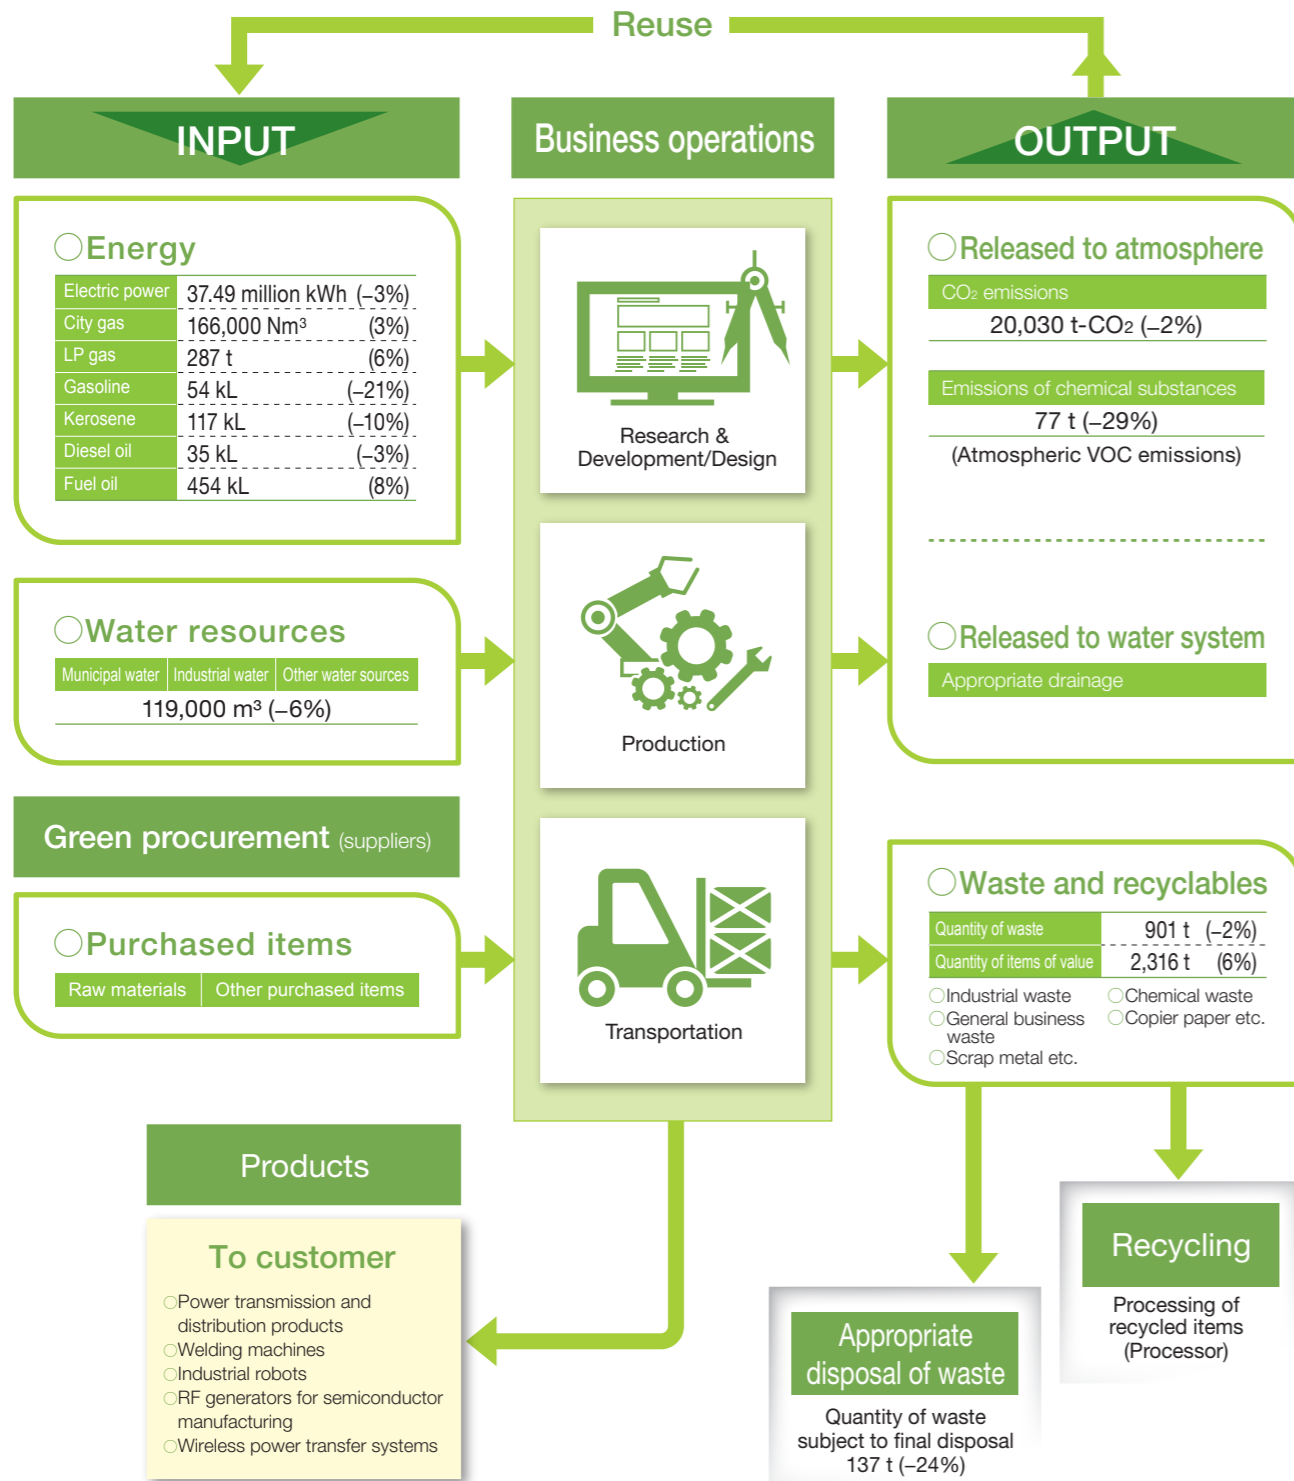 Reuse
INPUT
Business operations
OUTPUT
Energy
Electric power 37.49 million kWh (–3%)
City gas 166,000 Nm³ (3%)
LP gas 287 t (6%)
Gasoline 54 kL (–21%)
Kerosene 117 kL (–10%)
Diesel oil 35 kL (–3%)
Fuel oil 454 kL (8%)
Water resources
Municipal water Industrial water Other water sources
119,000 m³ (–6%)
Green procurement (suppliers)
Purchased items
Raw materials Other purchased items
Research &
Development/Design
Production
Transportation
Released to atmosphere
CO₂ emissions
20,030 t-CO₂ (–2%)
Emissions of chemical substances
77 t (–29%)
(Atmospheric VOC emissions)
Released to water system
Appropriate drainage
Waste and recyclables
Quantity of waste 901 t (–2%)
Quantity of items of value 2,316 t (6%)
○Industrial waste
○General business
waste
○Scrap metal etc.
○Chemical waste
○Copier paper etc.
Products
To customer
○Power transmission and
distribution products
○Welding machines
○Industrial robots
○RF generators for semiconductor
manufacturing
○Wireless power transfer systems
Appropriate
disposal of waste
Quantity of waste
subject to final disposal
137 t (–24%)
Recycling
Processing of
recycled items
(Processor)